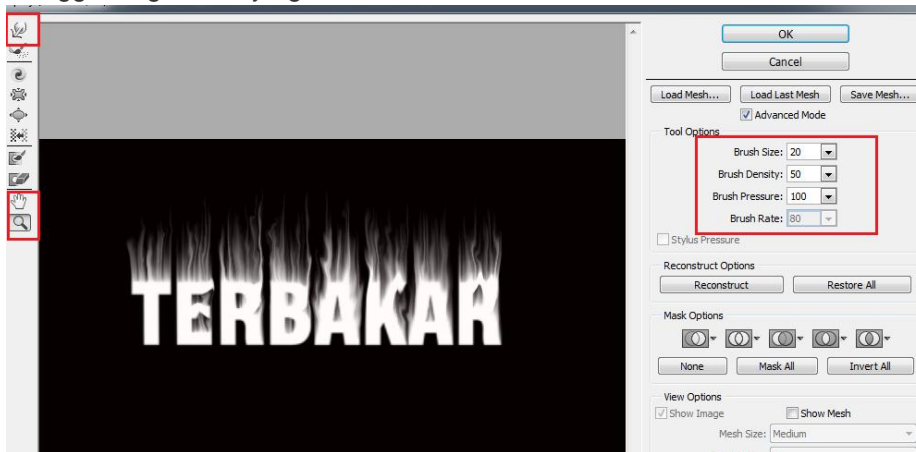 OK
Cancel
Load Mesh... Load Last Mesh Save Mesh...
Advanced Mode
Tool Options
Brush Size: 20
Brush Density: 50
Brush Pressure: 100
Brush Rate: 80
Stylus Pressure
Reconstruct Options
Reconstruct Restore All
Mask Options
None Mask All Invert All
View Options
Show Image Show Mesh
Mesh Size: Medium
TERBAKAR